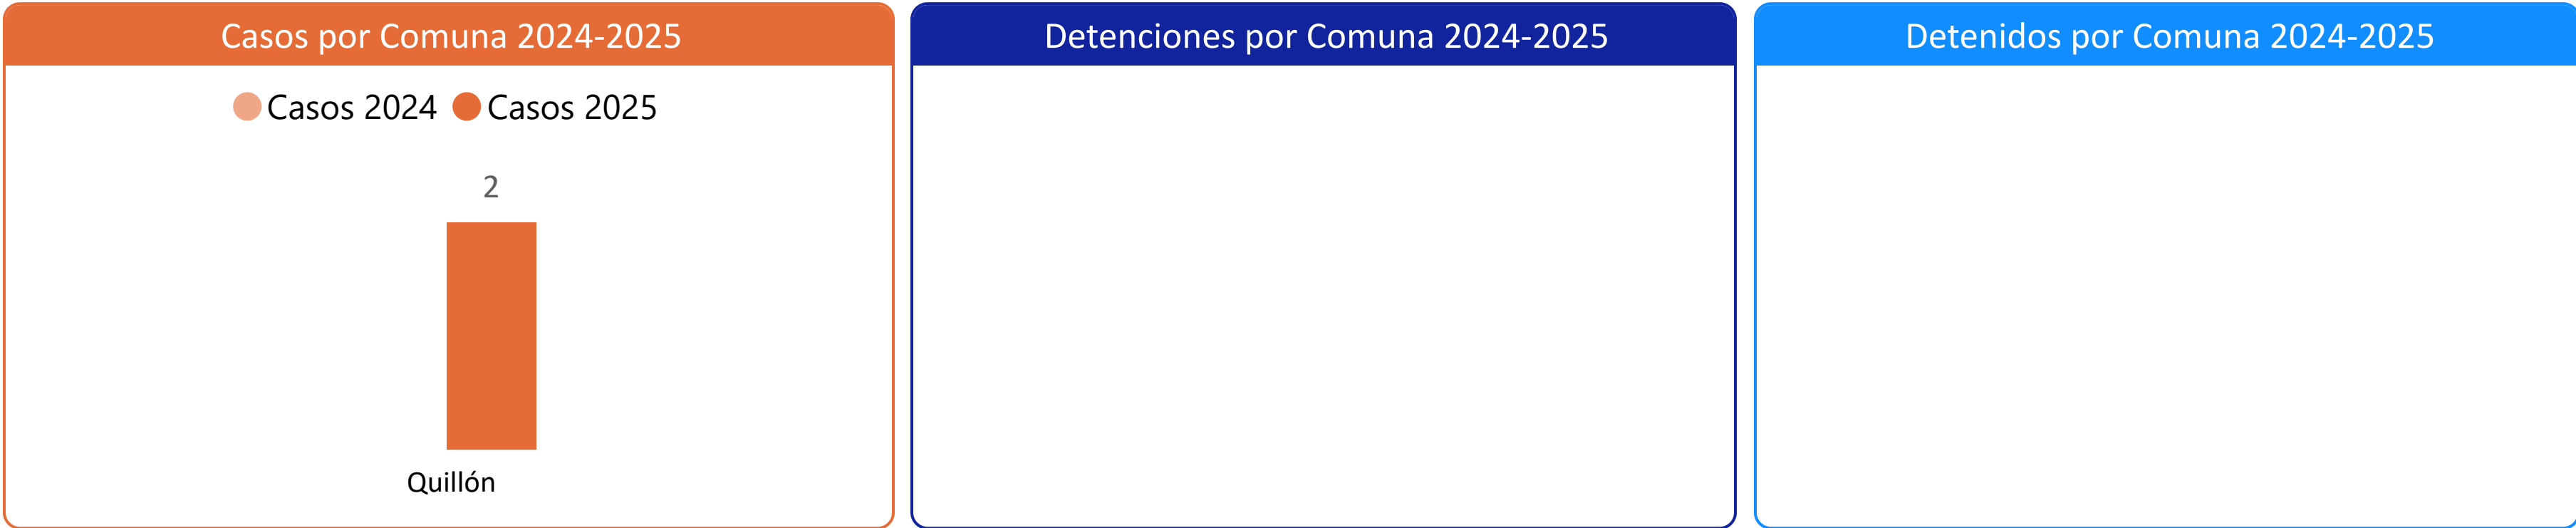 Casos por Comuna 2024-2025
Casos 2024 Casos 2025
2
Quillón
Detenciones por Comuna 2024-2025
Detenidos por Comuna 2024-2025